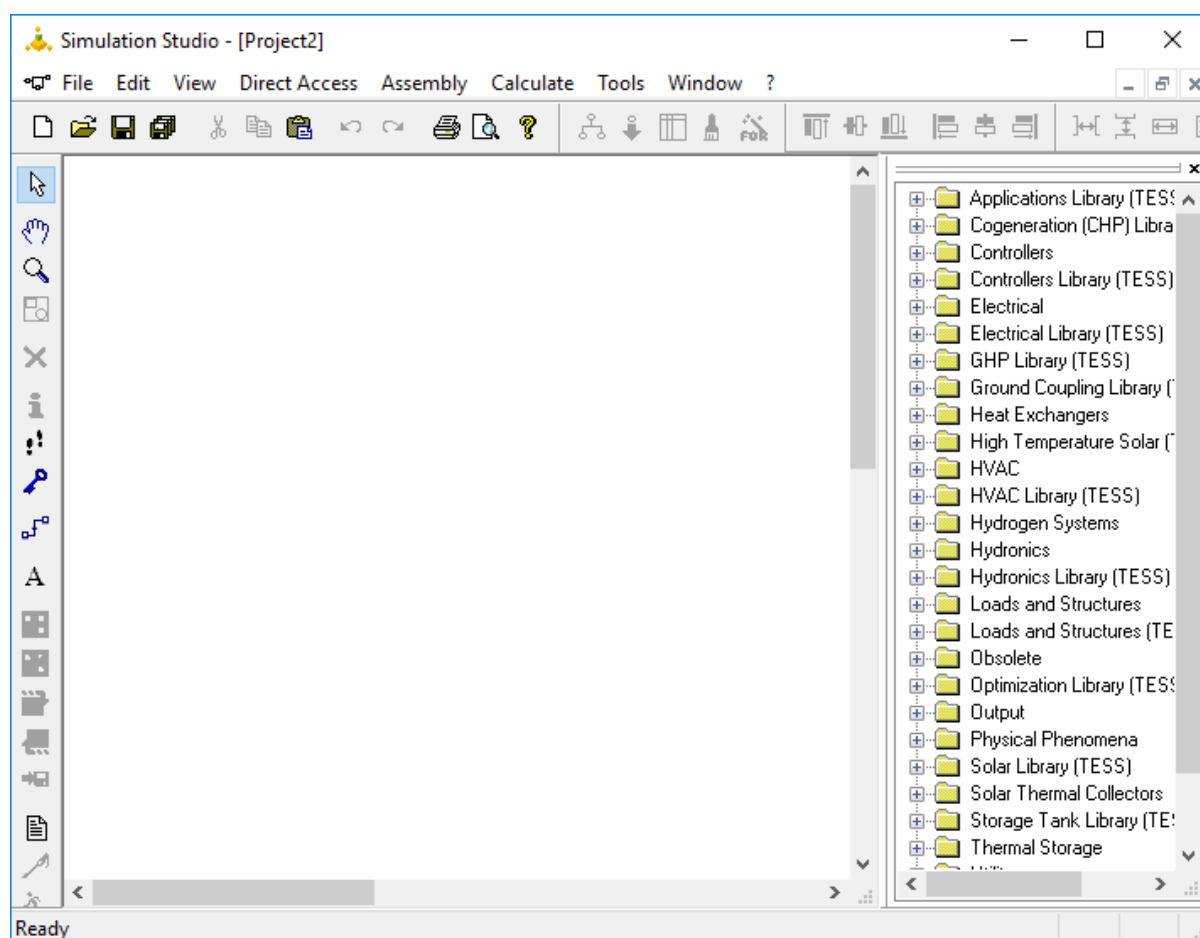 Simulation Studio - [Project2]
File Edit View Direct Access Assembly Calculate Tools Window ?
FOR
Applications Library (TESS
Cogeneration (CHP) Libra
Controllers
Controllers Library (TESS)
Electrical
Electrical Library (TESS)
GHP Library (TESS)
Ground Coupling Library (
Heat Exchangers
High Temperature Solar (
HVAC
HVAC Library (TESS)
Hydrogen Systems
Hydronics
Hydronics Library (TESS)
Loads and Structures
Loads and Structures (TE
Obsolete
Optimization Library (TESS
Output
Physical Phenomena
Solar Library (TESS)
Solar Thermal Collectors
Storage Tank Library (TE
Thermal Storage
A
Ready